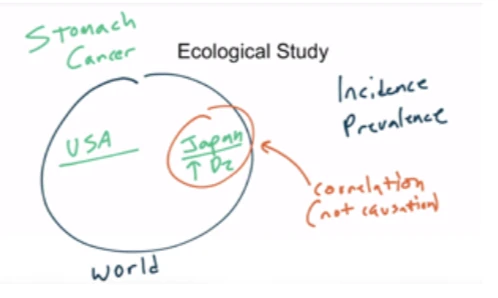 Stomach
Cancer
Ecological Study
Incidence
Prevalence
USA
Japan
↑ Dz
correlation
(not causation)
world